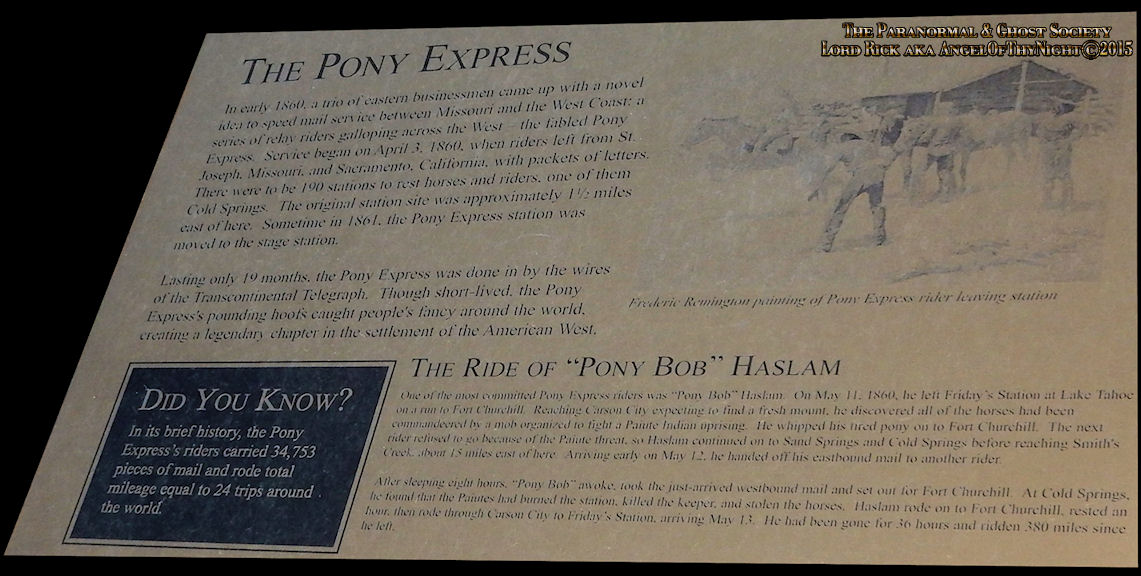 The Paranormal & Ghost Society
Lord Rick aka AngelOfThyNight©2015
The Pony Express
In early 1860, a trio of eastern businessmen came up with a novel
idea to speed mail service between Missouri and the West Coast: a
series of relay riders galloping across the West – the fabled Pony
Express. Service began on April 3, 1860, when riders left from St.
Joseph, Missouri, and Sacramento, California, with packets of letters.
There were to be 190 stations to rest horses and riders, one of them
Cold Springs. The original station site was approximately 1½ miles
east of here. Sometime in 1861, the Pony Express station was
moved to the stage station.
Lasting only 19 months, the Pony Express was done in by the wires
of the Transcontinental Telegraph. Though short-lived, the Pony
Express's pounding hoofs caught people's fancy around the world,
creating a legendary chapter in the settlement of the American West.
Frederic Remington painting of Pony Express rider leaving station
Did You Know?
In its brief history, the Pony
Express's riders carried 34,753
pieces of mail and rode total
mileage equal to 24 trips around
the world.
The Ride of "Pony Bob" Haslam
One of the most committed Pony Express riders was "Pony Bob" Haslam. On May 11, 1860, he left Friday's Station at Lake Tahoe
on a run to Fort Churchill. Reaching Carson City expecting to find a fresh mount, he discovered all of the horses had been
commandeered by a mob organized to fight a Paiute Indian uprising. He whipped his tired pony on to Fort Churchill. The next
rider refused to go because of the Paiute threat, so Haslam continued on to Sand Springs and Cold Springs before reaching Smith's
Creek, about 13 miles east of here. Arriving early on May 12, he handed off his eastbound mail to another rider.
After sleeping eight hours, "Pony Bob" awoke, took the just-arrived westbound mail and set out for Fort Churchill. At Cold Springs,
he found that the Paiutes had burned the station, killed the keeper, and stolen the horses. Haslam rode on to Fort Churchill, rested an
hour, then rode through Carson City to Friday's Station, arriving May 13. He had been gone for 36 hours and ridden 380 miles since
he left.